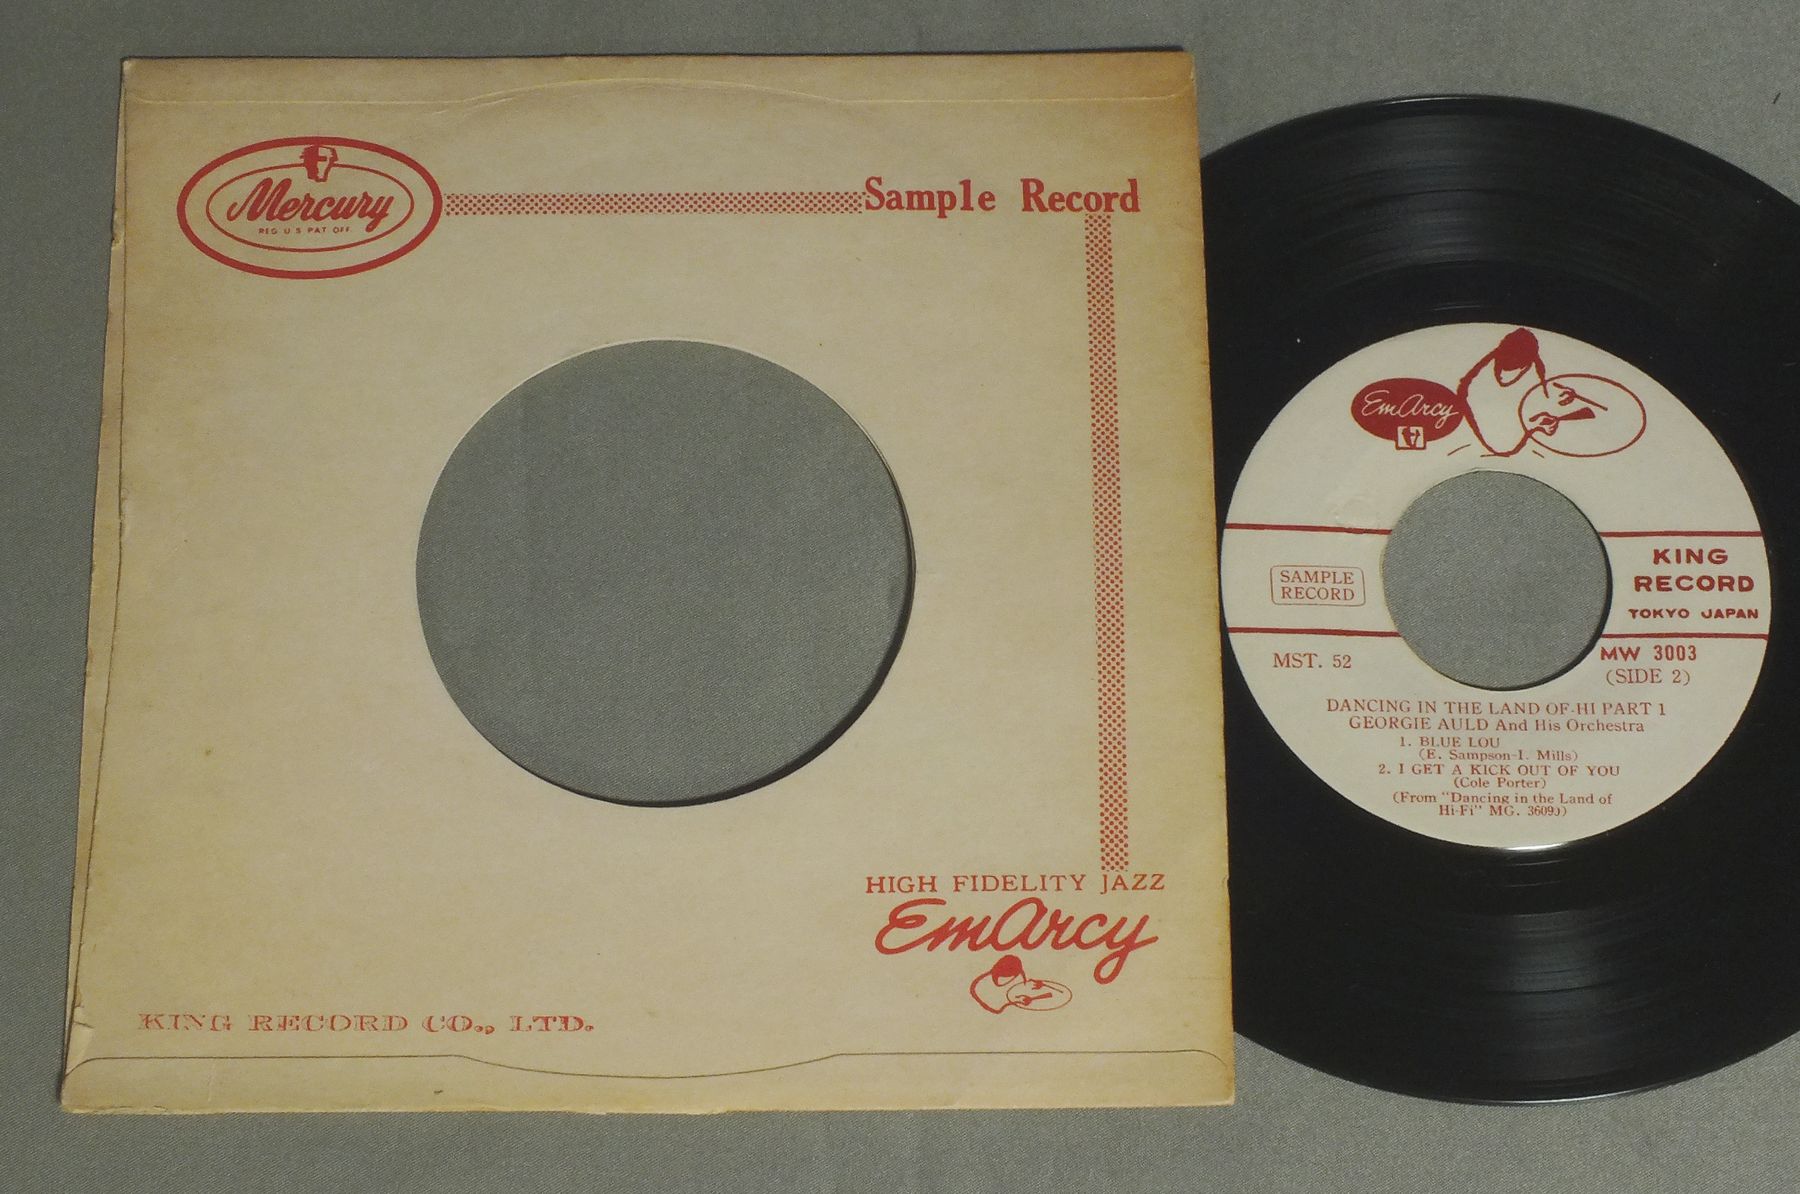 Mercury
REG U S PAT OFF
Sample Record
HIGH FIDELITY JAZZ
EmArcy
KING RECORD CO., LTD.
EmArcy
SAMPLE
RECORD
KING
RECORD
TOKYO JAPAN
MST. 52
MW 3003
(SIDE 2)
DANCING IN THE LAND OF-HI PART 1
GEORGIE AULD And His Orchestra
1. BLUE LOU
(E. Sampson-I. Mills)
2. I GET A KICK OUT OF YOU
(Cole Porter)
(From "Dancing in the Land of
Hi-Fi" MG. 36090)